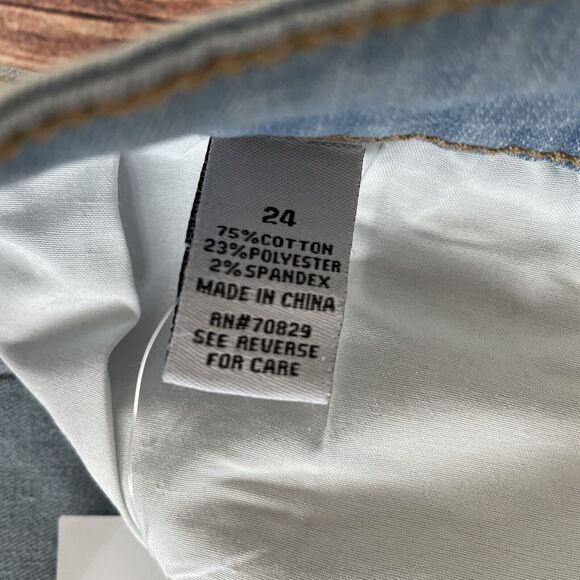 24
75%COTTON
23%POLYESTER
2%SPANDEX
MADE IN CHINA
RN#70829
SEE REVERSE
FOR CARE